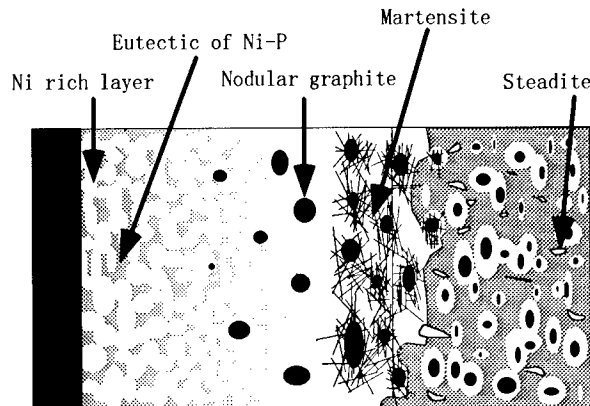 Martensite
Eutectic of Ni-P
Ni rich layer
Nodular graphite
Steadite